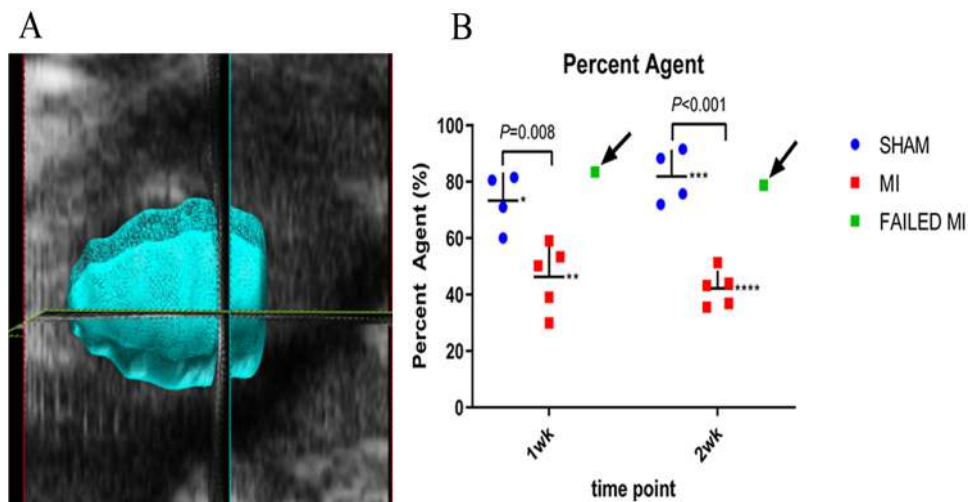 A
B
Percent Agent
P=0.008
P<0.001
Percent Agent (%)
100
80
60
40
20
0
*
**
***
****
1wk
2wk
time point
SHAM
MI
FAILED MI